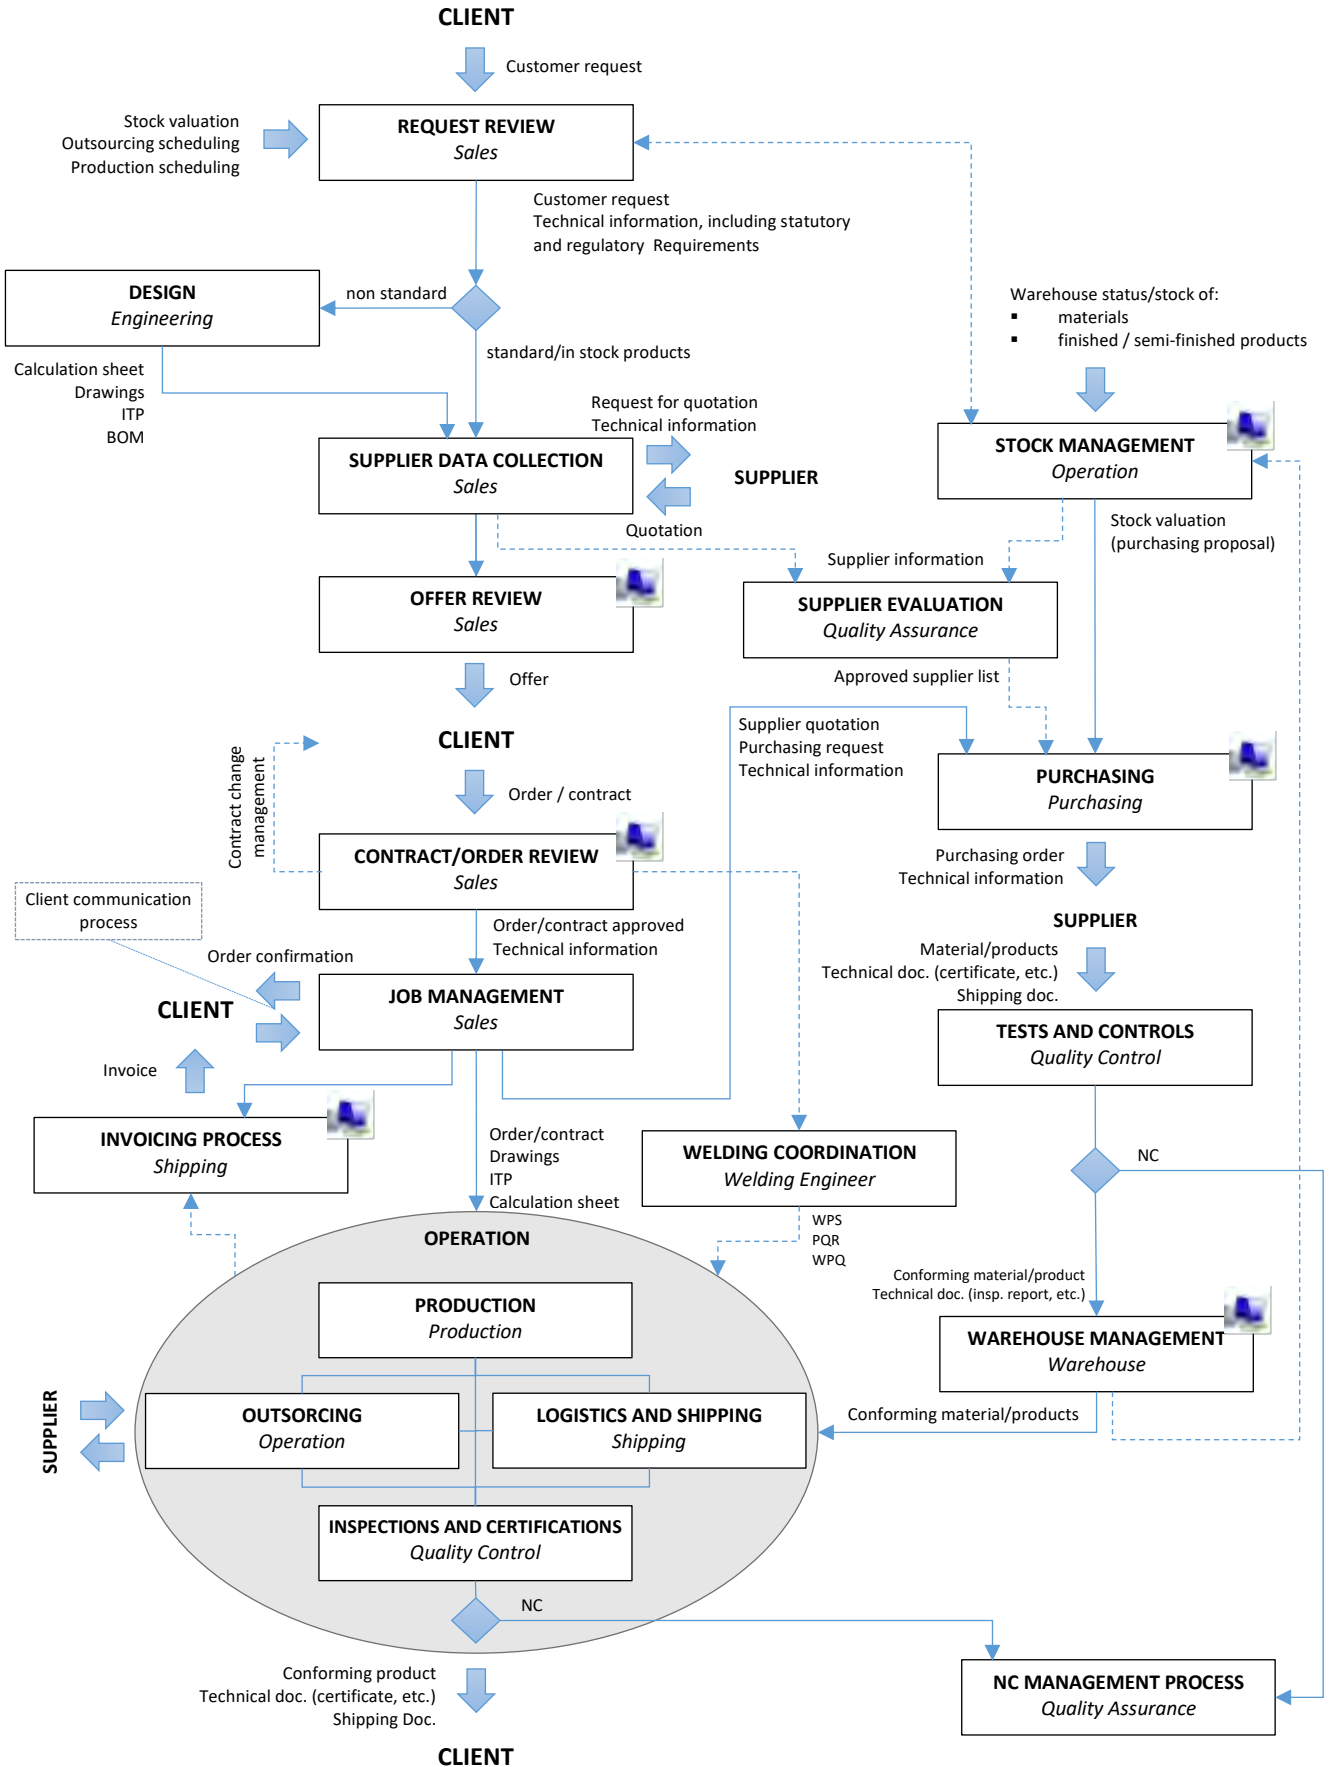 CLIENT
Customer request
Stock valuation
Outsourcing scheduling
Production scheduling
REQUEST REVIEW
Sales
Customer request
Technical information, including statutory
and regulatory Requirements
DESIGN
Engineering
non standard
Warehouse status/stock of:
▪ materials
▪ finished / semi-finished products
standard/in stock products
Calculation sheet
Drawings
ITP
BOM
Request for quotation
Technical information
SUPPLIER DATA COLLECTION
Sales
SUPPLIER
STOCK MANAGEMENT
Operation
Quotation
Stock valuation
(purchasing proposal)
Supplier information
OFFER REVIEW
Sales
SUPPLIER EVALUATION
Quality Assurance
Offer
Approved supplier list
CLIENT
Supplier quotation
Purchasing request
Technical information
Contract change
management
PURCHASING
Purchasing
Order / contract
CONTRACT/ORDER REVIEW
Sales
Purchasing order
Technical information
Client communication
process
Order/contract approved
Technical information
SUPPLIER
Order confirmation
Material/products
Technical doc. (certificate, etc.)
Shipping doc.
JOB MANAGEMENT
Sales
CLIENT
TESTS AND CONTROLS
Quality Control
Invoice
INVOICING PROCESS
Shipping
Order/contract
Drawings
ITP
Calculation sheet
WELDING COORDINATION
Welding Engineer
NC
WPS
PQR
WPQ
OPERATION
Conforming material/product
Technical doc. (insp. report, etc.)
PRODUCTION
Production
WAREHOUSE MANAGEMENT
Warehouse
SUPPLIER
OUTSORCING
Operation
LOGISTICS AND SHIPPING
Shipping
Conforming material/products
INSPECTIONS AND CERTIFICATIONS
Quality Control
NC
Conforming product
Technical doc. (certificate, etc.)
Shipping Doc.
NC MANAGEMENT PROCESS
Quality Assurance
CLIENT